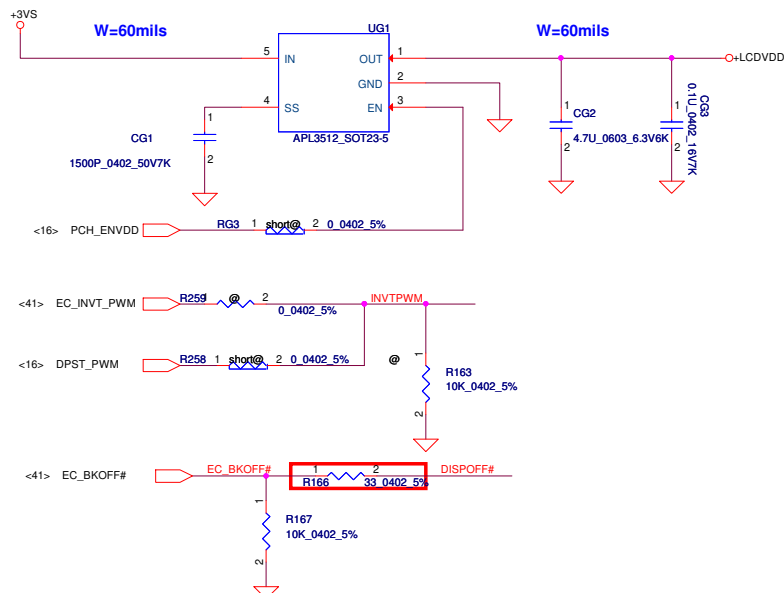 +3VS
W=60mils
UG1
W=60mils
5 IN OUT 1
+LCDVDD
GND 2
4 SS EN 3
APL3512_SOT23-5
CG1
1
2
1500P_0402_50V7K
1
CG2
2
4.7U_0603_6.3V6K
1
CG3
2
0.1U_0402_16V7K
<16> PCH_ENVDD
RG3 1 short@ 2 0_0402_5%
<41> EC_INVT_PWM
R259 1 @ 2
0_0402_5%
INVTPWM
<16> DPST_PWM
R258 1 short@ 2 0_0402_5%
@
1
R163
10K_0402_5%
2
<41> EC_BKOFF#
EC_BKOFF#
1 2
R166 33_0402_5%
DISPOFF#
1
R167
10K_0402_5%
2